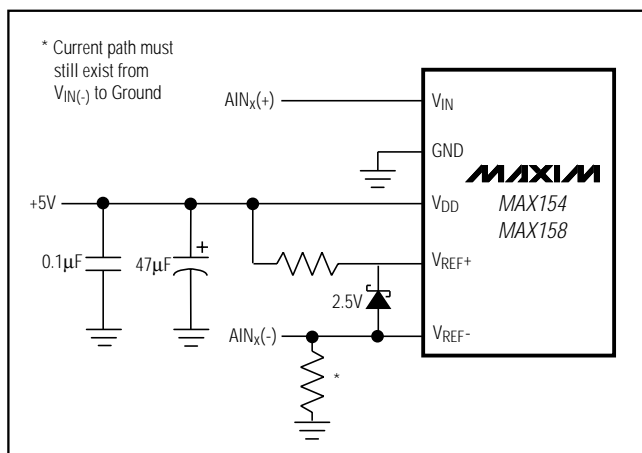 * Current path must
still exist from
VIN(-) to Ground
AINx(+)
VIN
GND
MAXIM
MAX154
MAX158
+5V
VDD
0.1µF
47µF
+
VREF+
2.5V
AINx(-)
VREF-
*